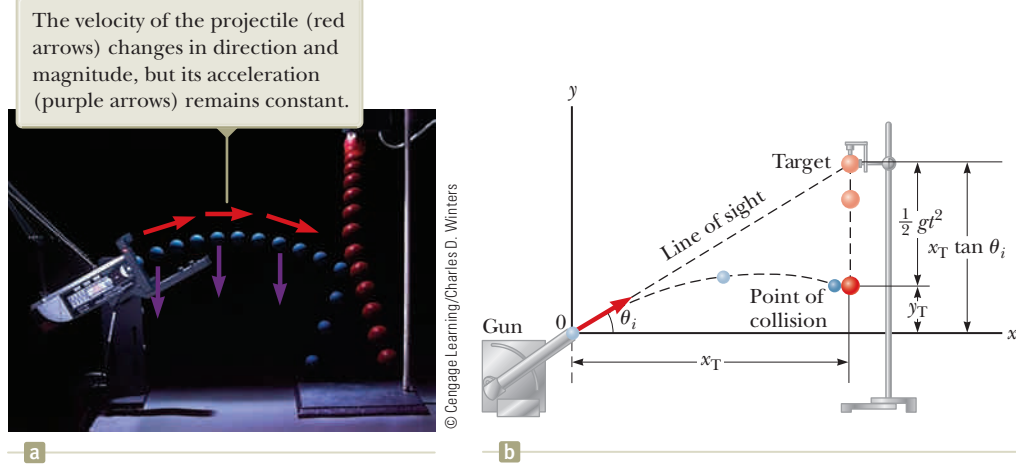 The velocity of the projectile (red
arrows) changes in direction and
magnitude, but its acceleration
(purple arrows) remains constant.
© Cengage Learning/Charles D. Winters
a
y
Target
Line of sight
1/2 gt²
x_T tan θ_i
Point of
collision
y_T
Gun
0
θ_i
x
x_T
b